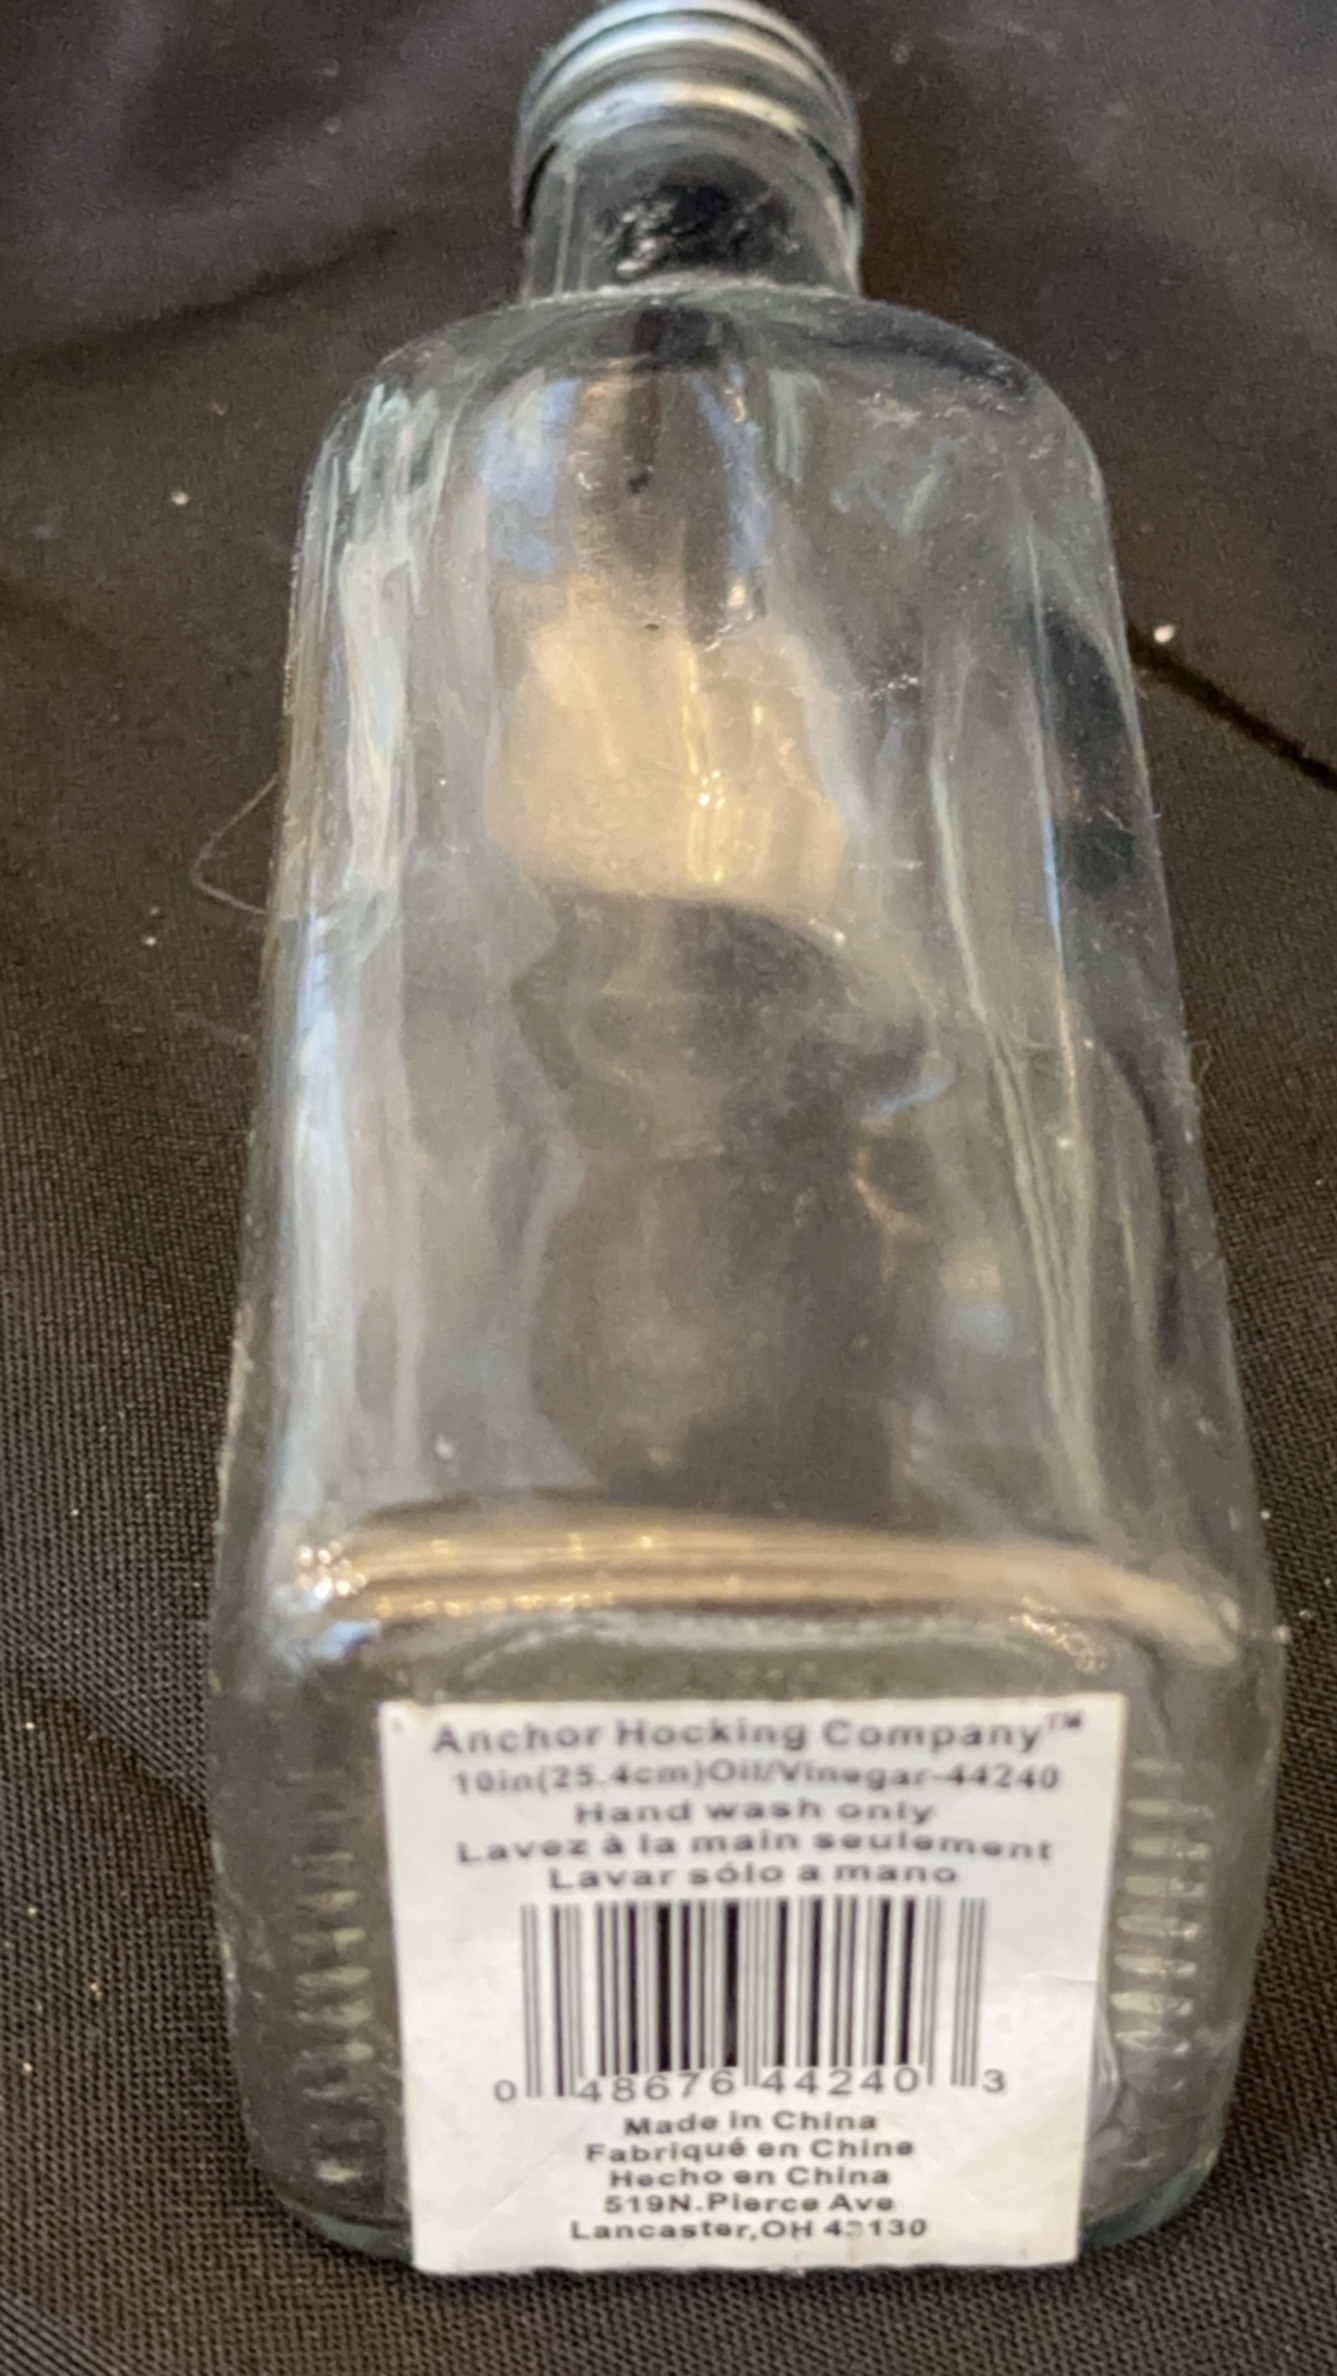 Anchor Hocking Company™
10in(25.4cm)Oil/Vinegar-44240
Hand wash only
Lavez à la main seulement
Lavar sólo a mano
0 48676 44240 3
Made in China
Fabriqué en Chine
Hecho en China
519N.Pierce Ave
Lancaster,OH 43130